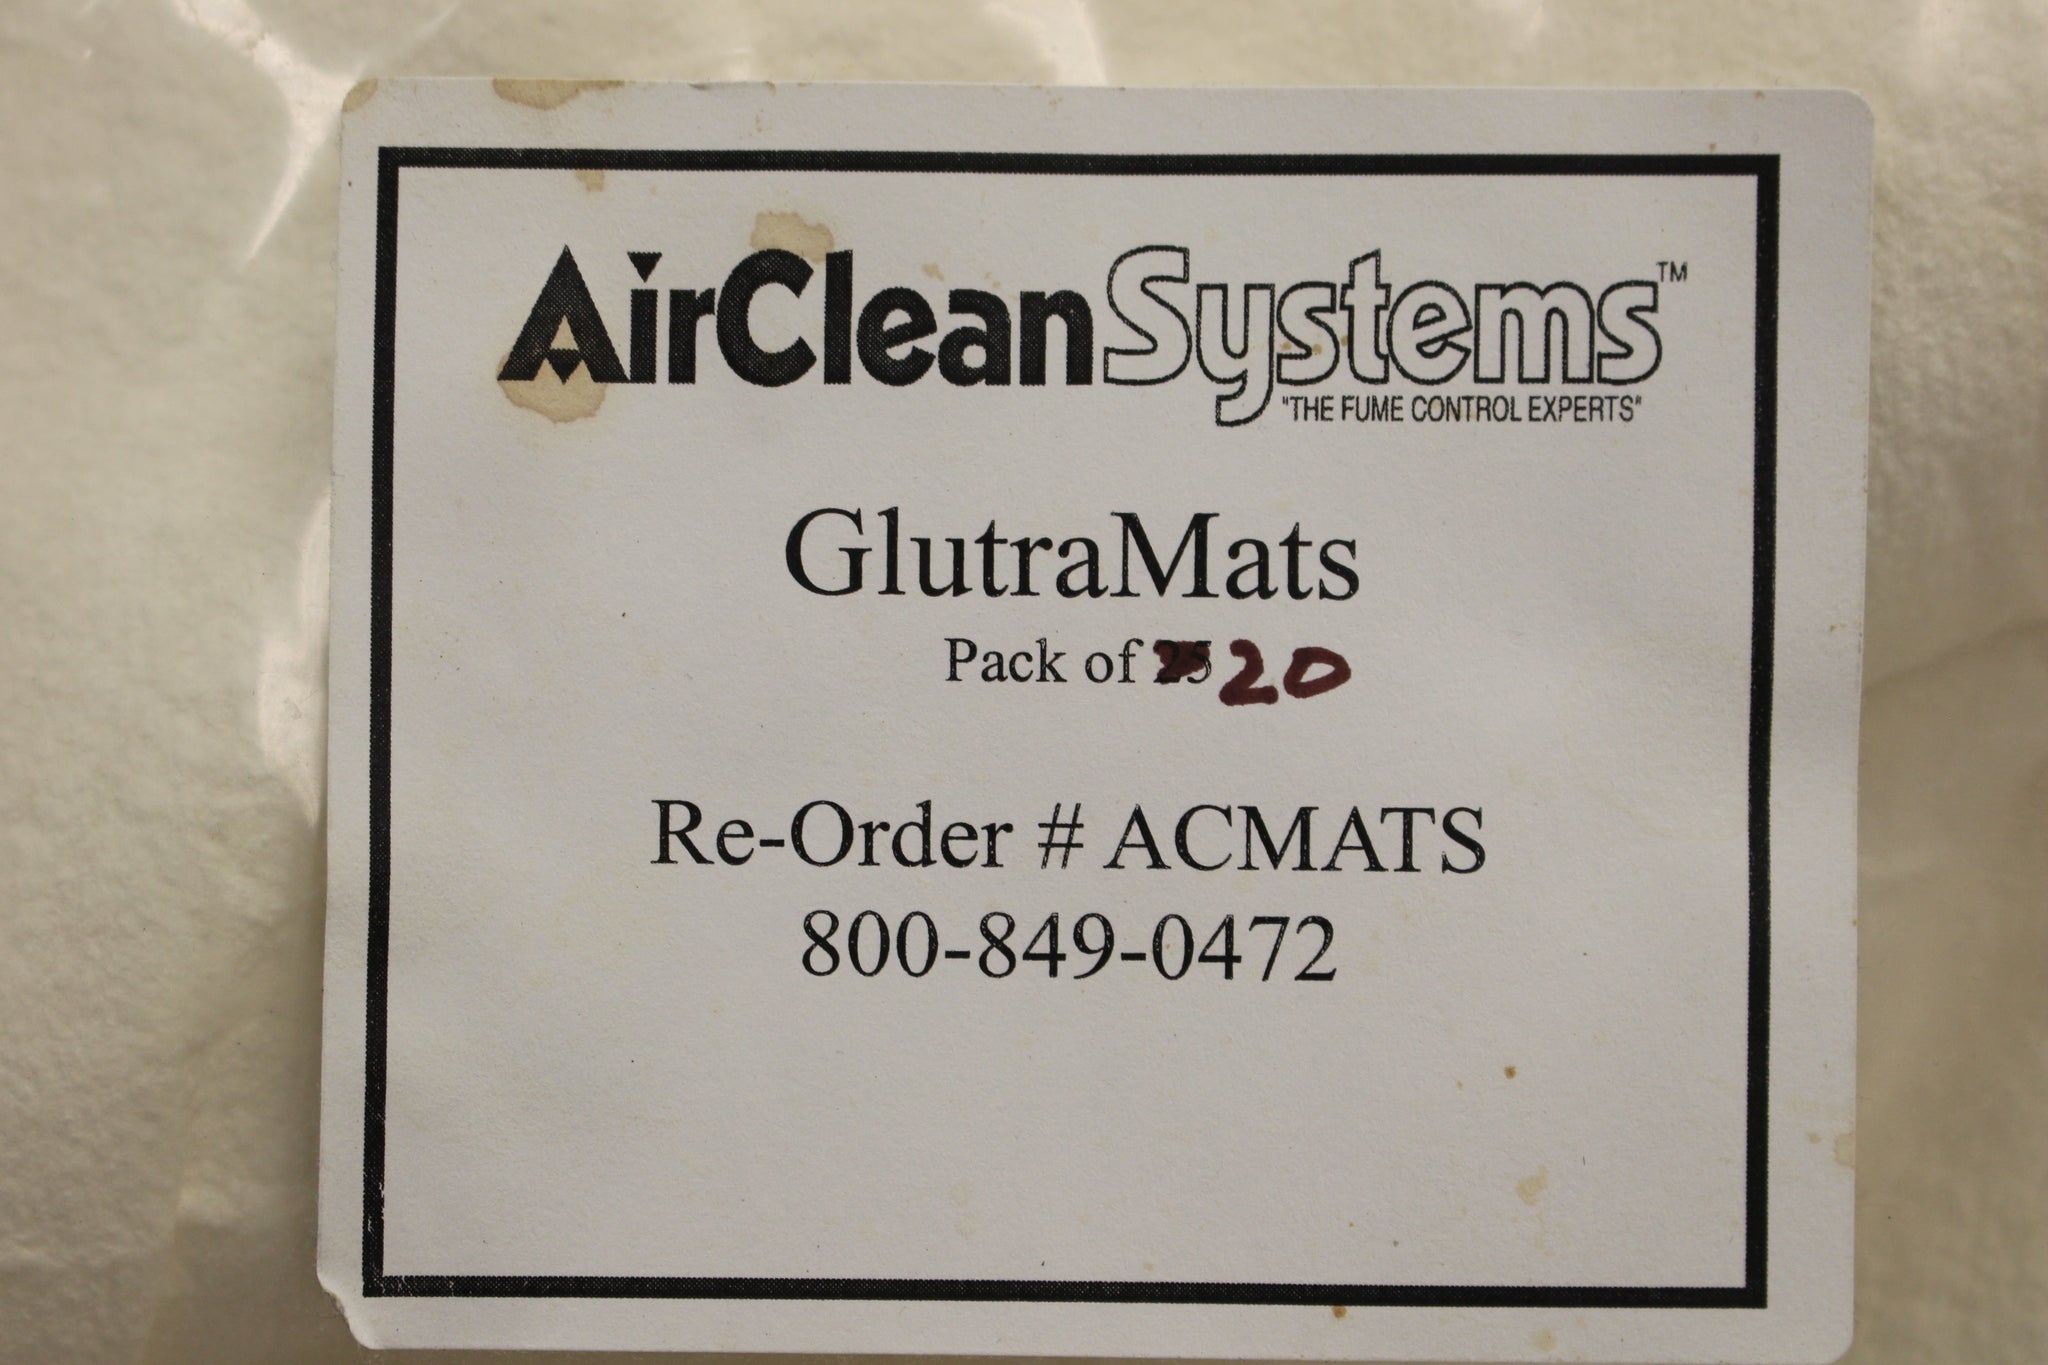 AirCleanSystems™
"THE FUME CONTROL EXPERTS"
GlutraMats
Pack of 25 20
Re-Order # ACMATS
800-849-0472